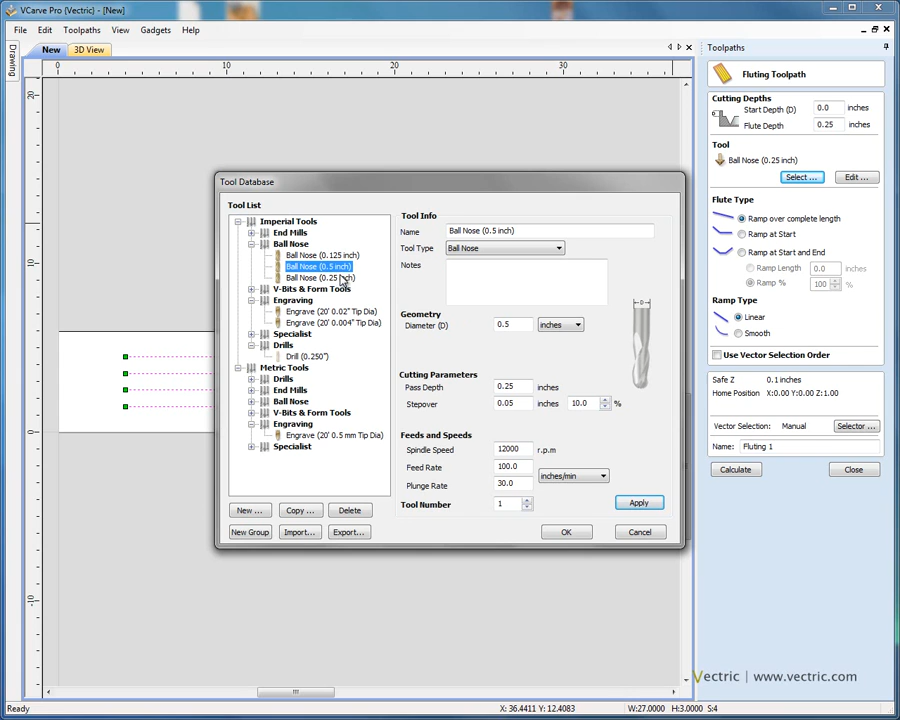 VCarve Pro {Vectric} - [New]
File Edit Toolpaths View Gadgets Help
Drawing
New
3D View
0 10 20 30
20
10
0
-10
Tool Database
Tool List
Imperial Tools
End Mills
Ball Nose
Ball Nose (0.125 inch)
Ball Nose (0.5 inch)
Ball Nose (0.25 inch)
V-Bits & Form Tools
Engraving
Engrave (20' 0.02" Tip Dia)
Engrave (20' 0.004" Tip Dia)
Specialist
Drills
Drill (0.250")
Metric Tools
Drills
End Mills
Ball Nose
V-Bits & Form Tools
Engraving
Engrave (20' 0.5 mm Tip Dia)
Specialist
New ... Copy ... Delete
New Group Import... Export...
Tool Info
Name Ball Nose (0.5 inch)
Tool Type Ball Nose
Notes
Geometry
Diameter (D) 0.5 inches
D
Cutting Parameters
Pass Depth 0.25 inches
Stepover 0.05 inches 10.0 %
Feeds and Speeds
Spindle Speed 12000 r.p.m
Feed Rate 100.0
inches/min
Plunge Rate 30.0
Tool Number 1 Apply
OK Cancel
Toolpaths
Fluting Toolpath
Cutting Depths
Start Depth (D) 0.0 inches
Flute Depth 0.25 inches
Tool
Ball Nose (0.25 inch)
Select ... Edit ...
Flute Type
Ramp over complete length
Ramp at Start
Ramp at Start and End
Ramp Length 0.0 inches
Ramp % 100 %
Ramp Type
Linear
Smooth
Use Vector Selection Order
Safe Z 0.1 inches
Home Position X:0.00 Y:0.00 Z:1.00
Vector Selection: Manual Selector ...
Name: Fluting 1
Calculate Close
Vectric | www.vectric.com
Ready X: 36.4411 Y: 12.4083 W:27.0000 H:3.0000 S:4